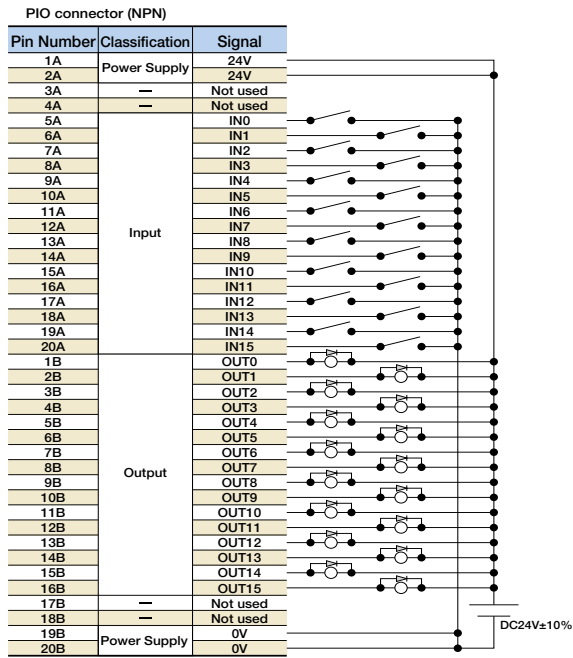 PIO connector (NPN)
Pin Number Classification Signal
1A Power Supply 24V
2A 24V
3A — Not used
4A — Not used
5A Input IN0
6A IN1
7A IN2
8A IN3
9A IN4
10A IN5
11A IN6
12A IN7
13A IN8
14A IN9
15A IN10
16A IN11
17A IN12
18A IN13
19A IN14
20A IN15
1B Output OUT0
2B OUT1
3B OUT2
4B OUT3
5B OUT4
6B OUT5
7B OUT6
8B OUT7
9B OUT8
10B OUT9
11B OUT10
12B OUT11
13B OUT12
14B OUT13
15B OUT14
16B OUT15
17B — Not used
18B — Not used
19B Power Supply 0V
20B 0V
DC24V±10%